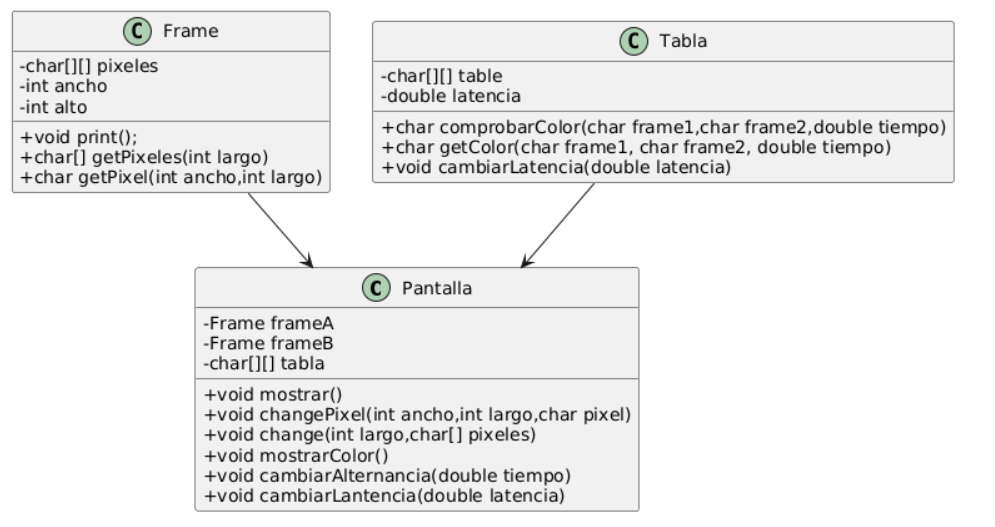 C Frame
-char[][] pixeles
-int ancho
-int alto
+void print();
+char[] getPixeles(int largo)
+char getPixel(int ancho,int largo)
C Tabla
-char[][] table
-double latencia
+char comprobarColor(char frame1,char frame2,double tiempo)
+char getColor(char frame1, char frame2, double tiempo)
+void cambiarLatencia(double latencia)
C Pantalla
-Frame frameA
-Frame frameB
-char[][] tabla
+void mostrar()
+void changePixel(int ancho,int largo,char pixel)
+void change(int largo,char[] pixeles)
+void mostrarColor()
+void cambiarAlternancia(double tiempo)
+void cambiarLantencia(double latencia)